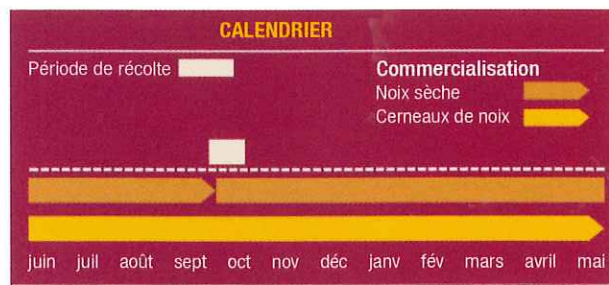 CALENDRIER
Période de récolte
Commercialisation
Noix sèche
Cerneaux de noix
juin juil août sept oct nov déc janv fév mars avril mai